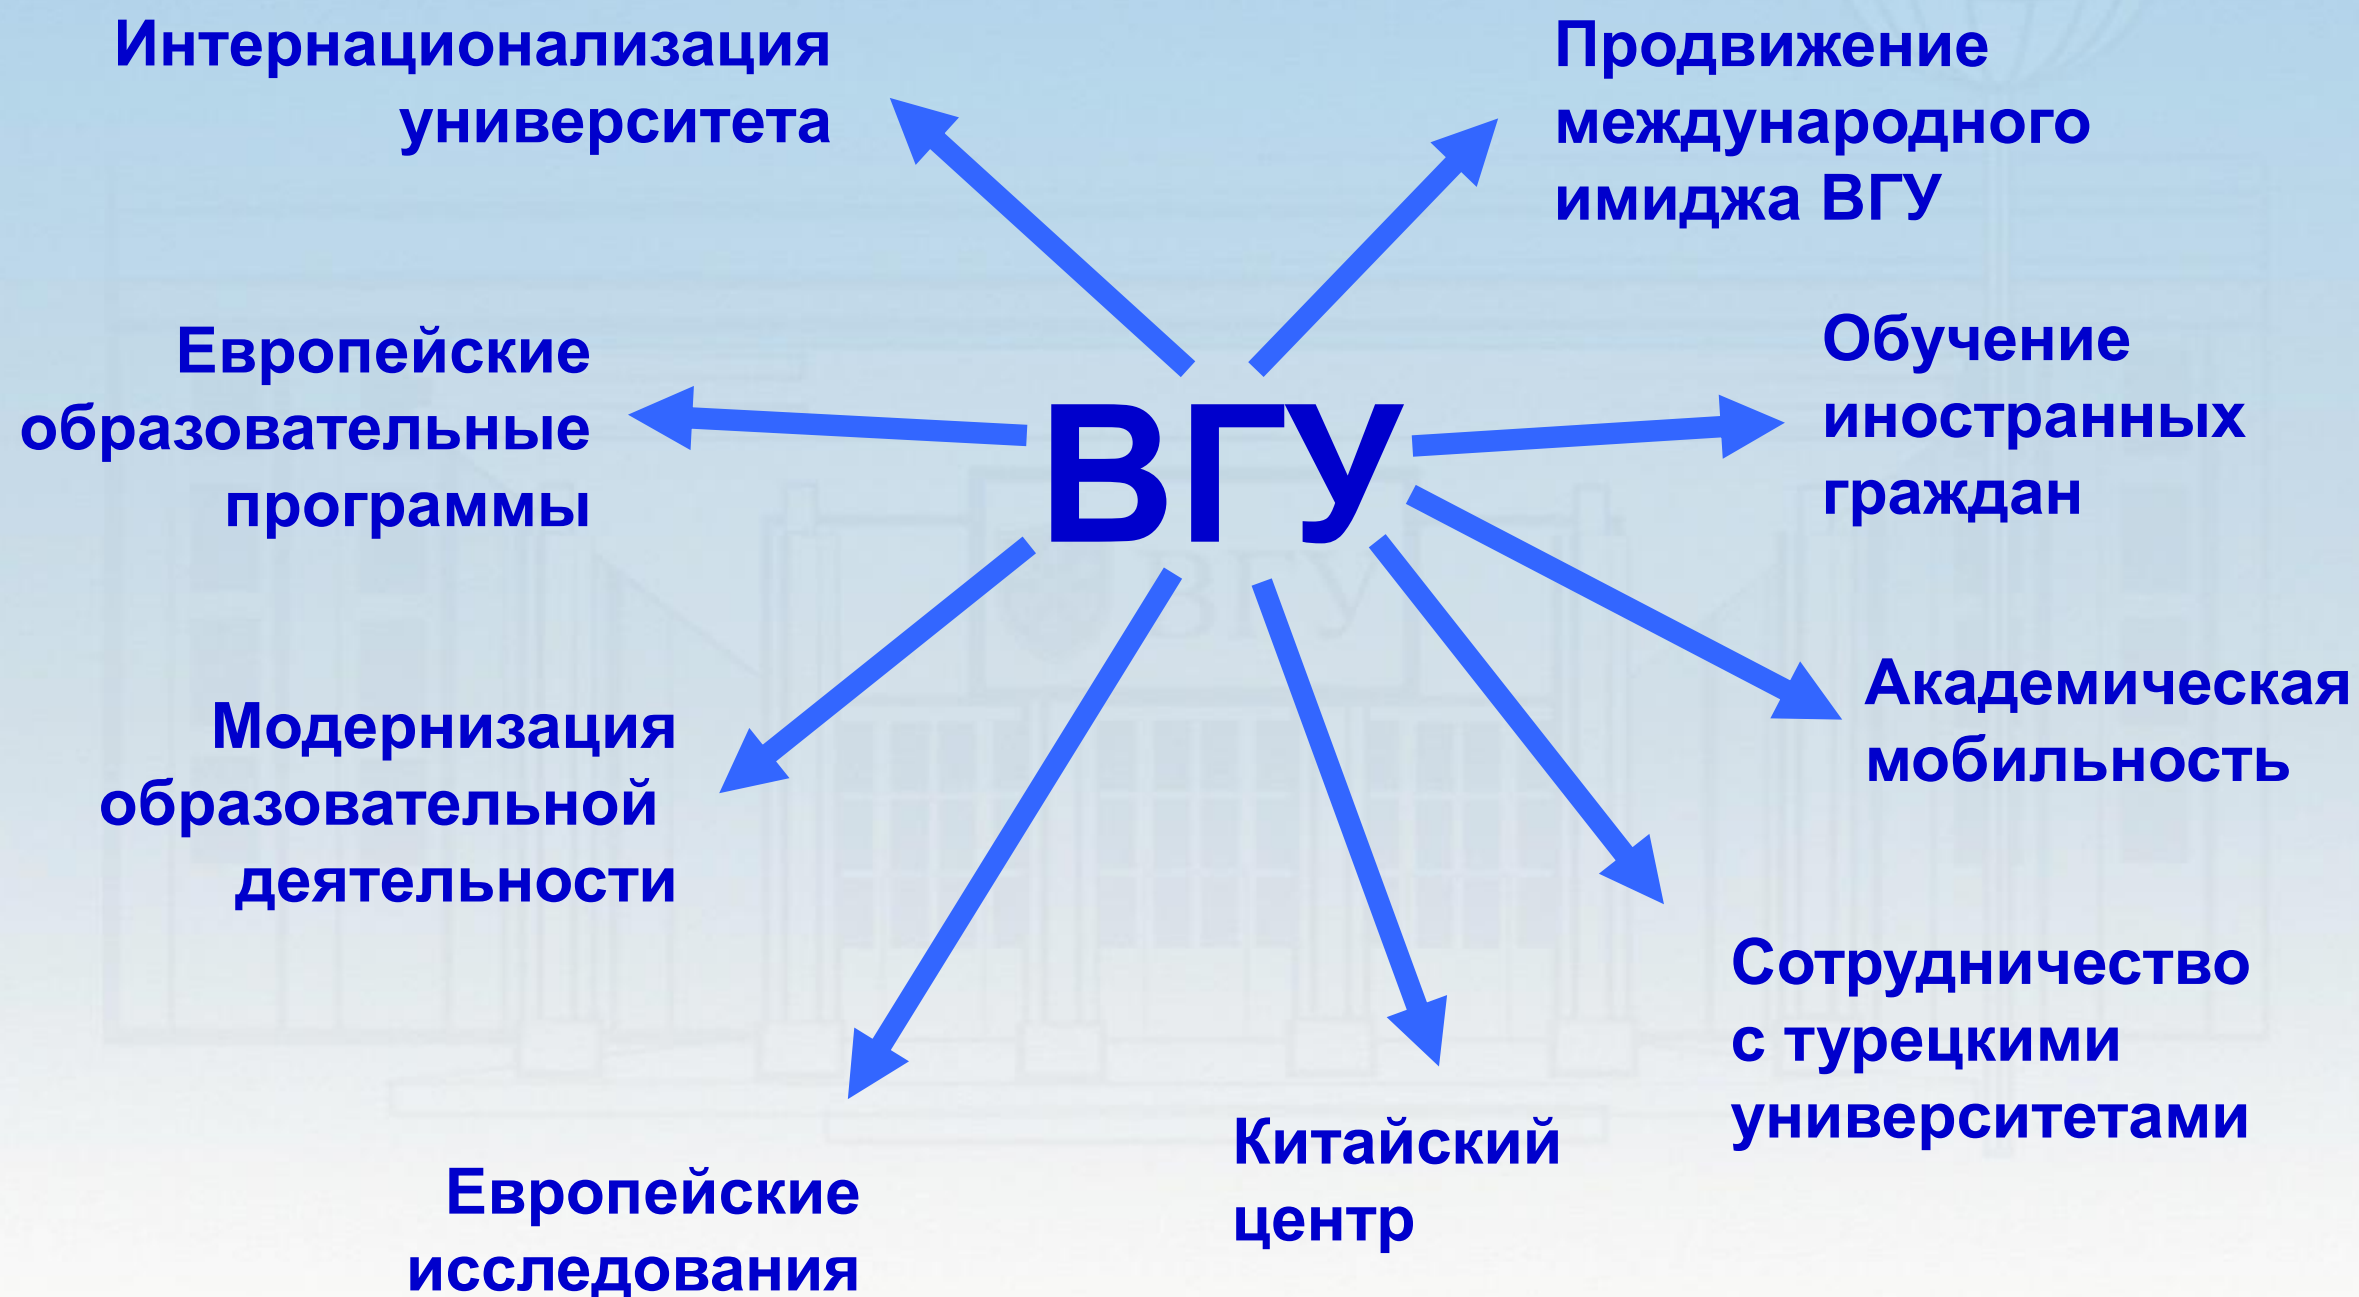 Интернационализация
университета
Продвижение
международного
имиджа ВГУ
Европейские
образовательные
программы
ВГУ
Обучение
иностранных
граждан
ВГУ
Модернизация
образовательной
деятельности
Академическая
мобильность
Европейские
исследования
Китайский
центр
Сотрудничество
с турецкими
университетами